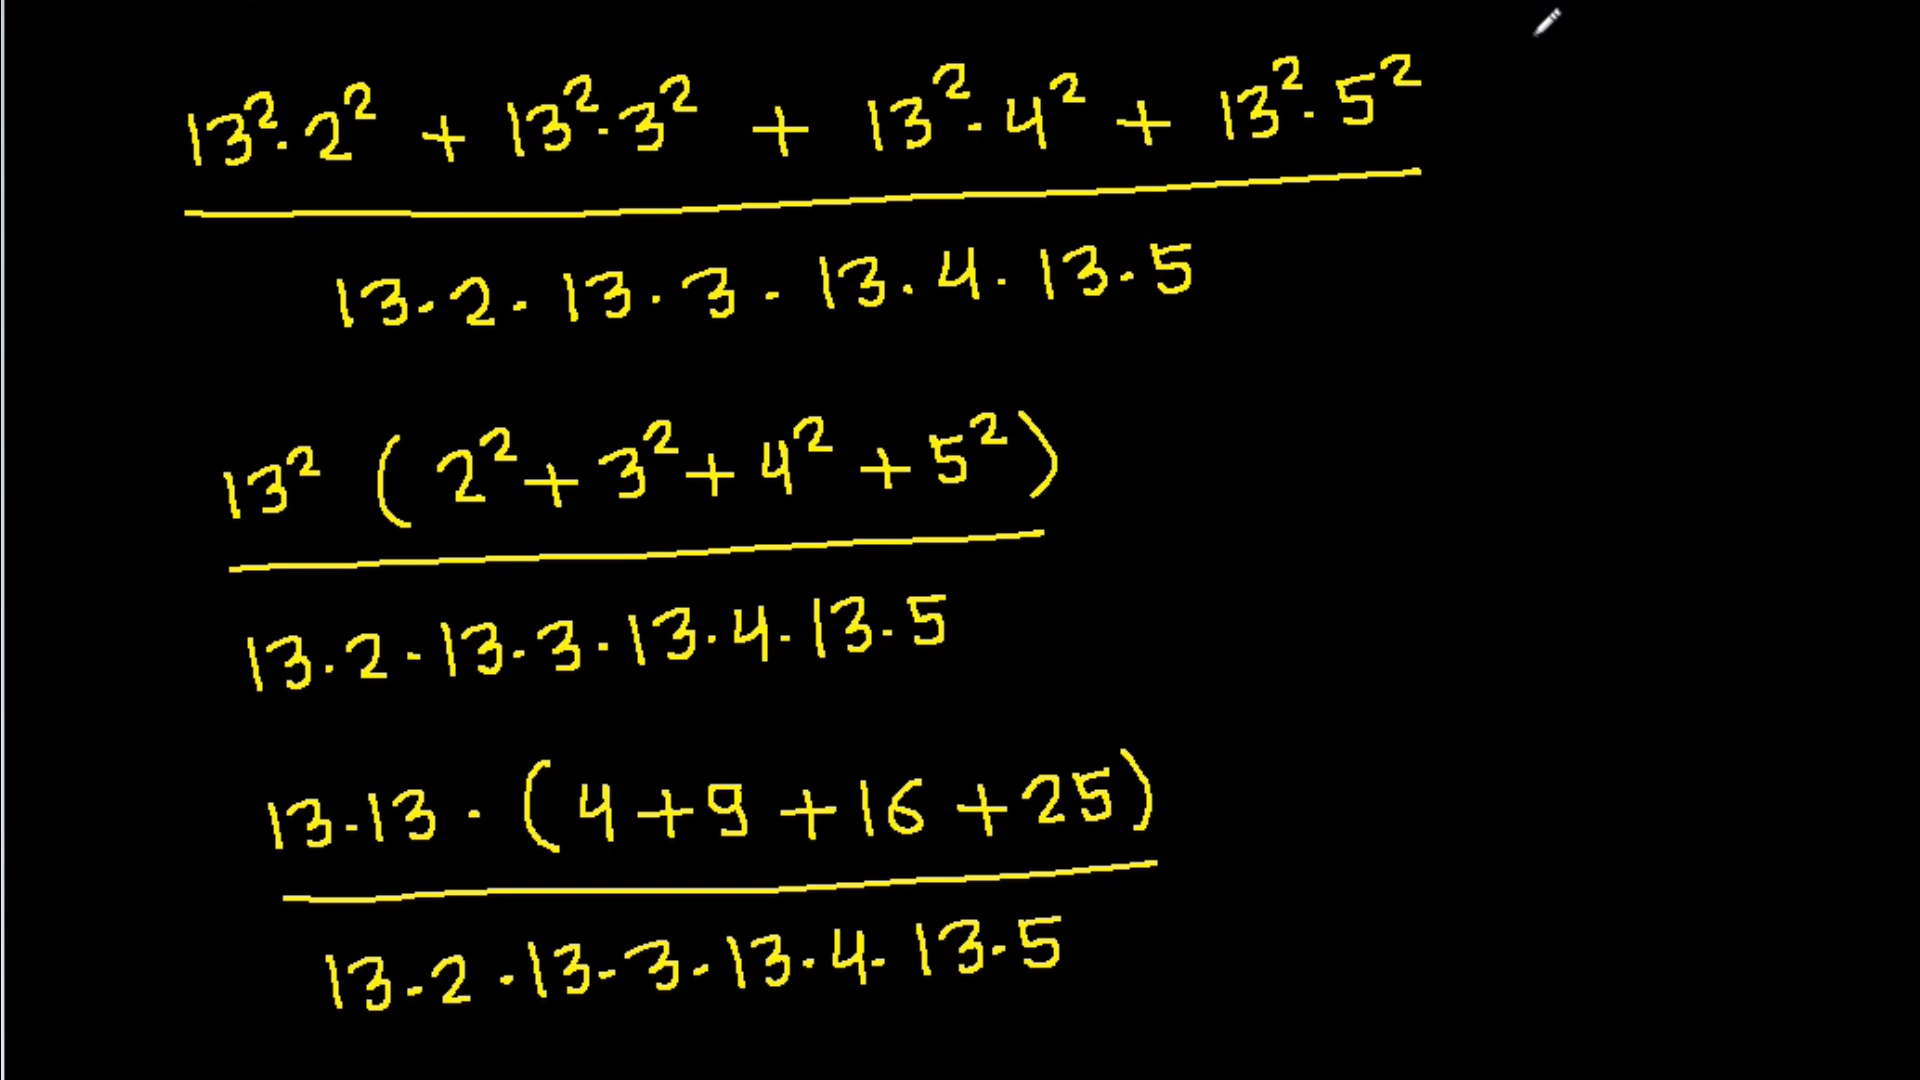 13² · 2² + 13² · 3² + 13² · 4² + 13² · 5²
13 · 2 · 13 · 3 · 13 · 4 · 13 · 5
13² ( 2² + 3² + 4² + 5² )
13 · 2 · 13 · 3 · 13 · 4 · 13 · 5
13 · 13 · ( 4 + 9 + 16 + 25 )
13 · 2 · 13 · 3 · 13 · 4 · 13 · 5